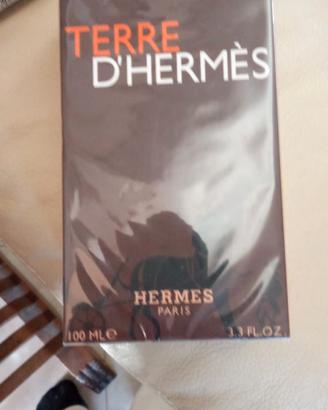 TERRE
D'HERMÈS
HERMES
PARIS
100 ML℮ 3.3 FL.OZ.